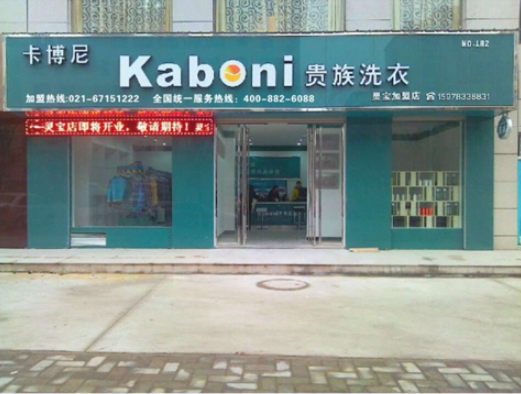 NO.182
卡博尼 Kaboni 贵族洗衣
加盟热线:021-67151222 全国统一服务热线: 400-882-6088 灵宝加盟店 ☎15978338831
灵宝店即将开业,敬请期待!灵宝